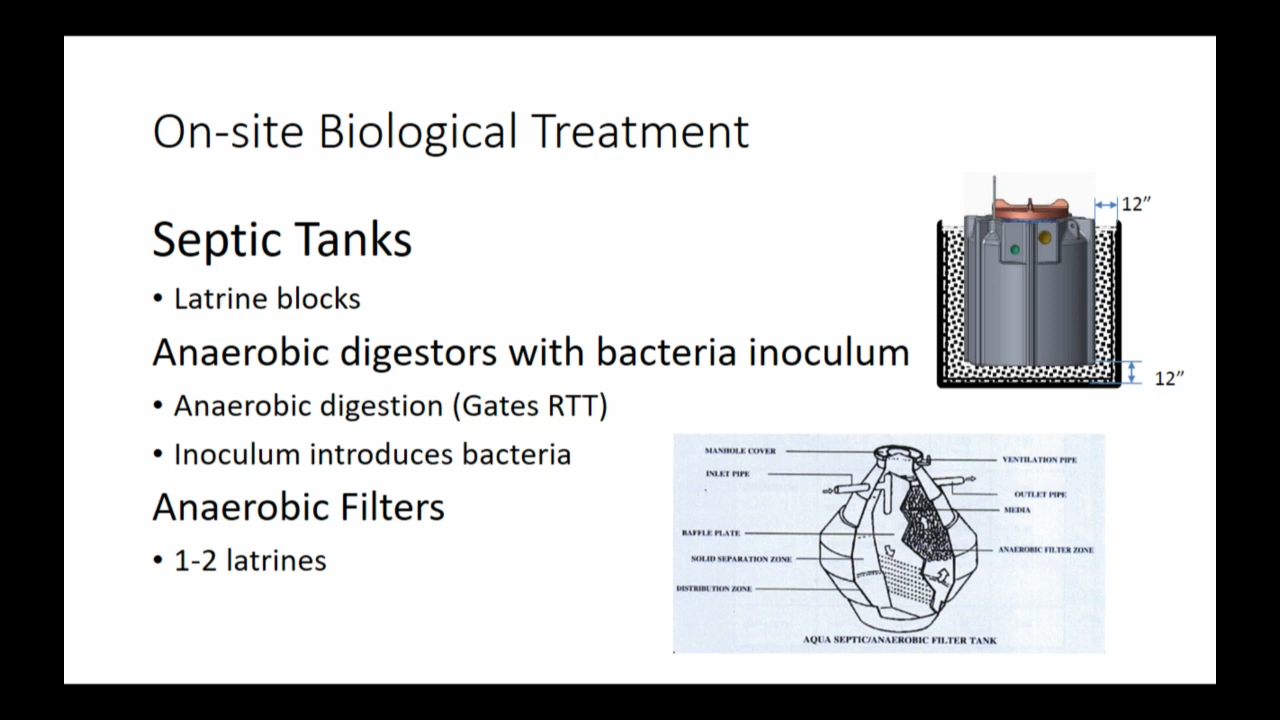 On-site Biological Treatment
Septic Tanks
• Latrine blocks
Anaerobic digestors with bacteria inoculum
• Anaerobic digestion (Gates RTT)
• Inoculum introduces bacteria
Anaerobic Filters
• 1-2 latrines
12”
12”
MANHOLE COVER
INLET PIPE
BAFFLE PLATE
SOLID SEPARATION ZONE
DISTRIBUTION ZONE
VENTILATION PIPE
OUTLET PIPE
MEDIA
ANAEROBIC FILTER ZONE
AQUA SEPTIC/ANAEROBIC FILTER TANK